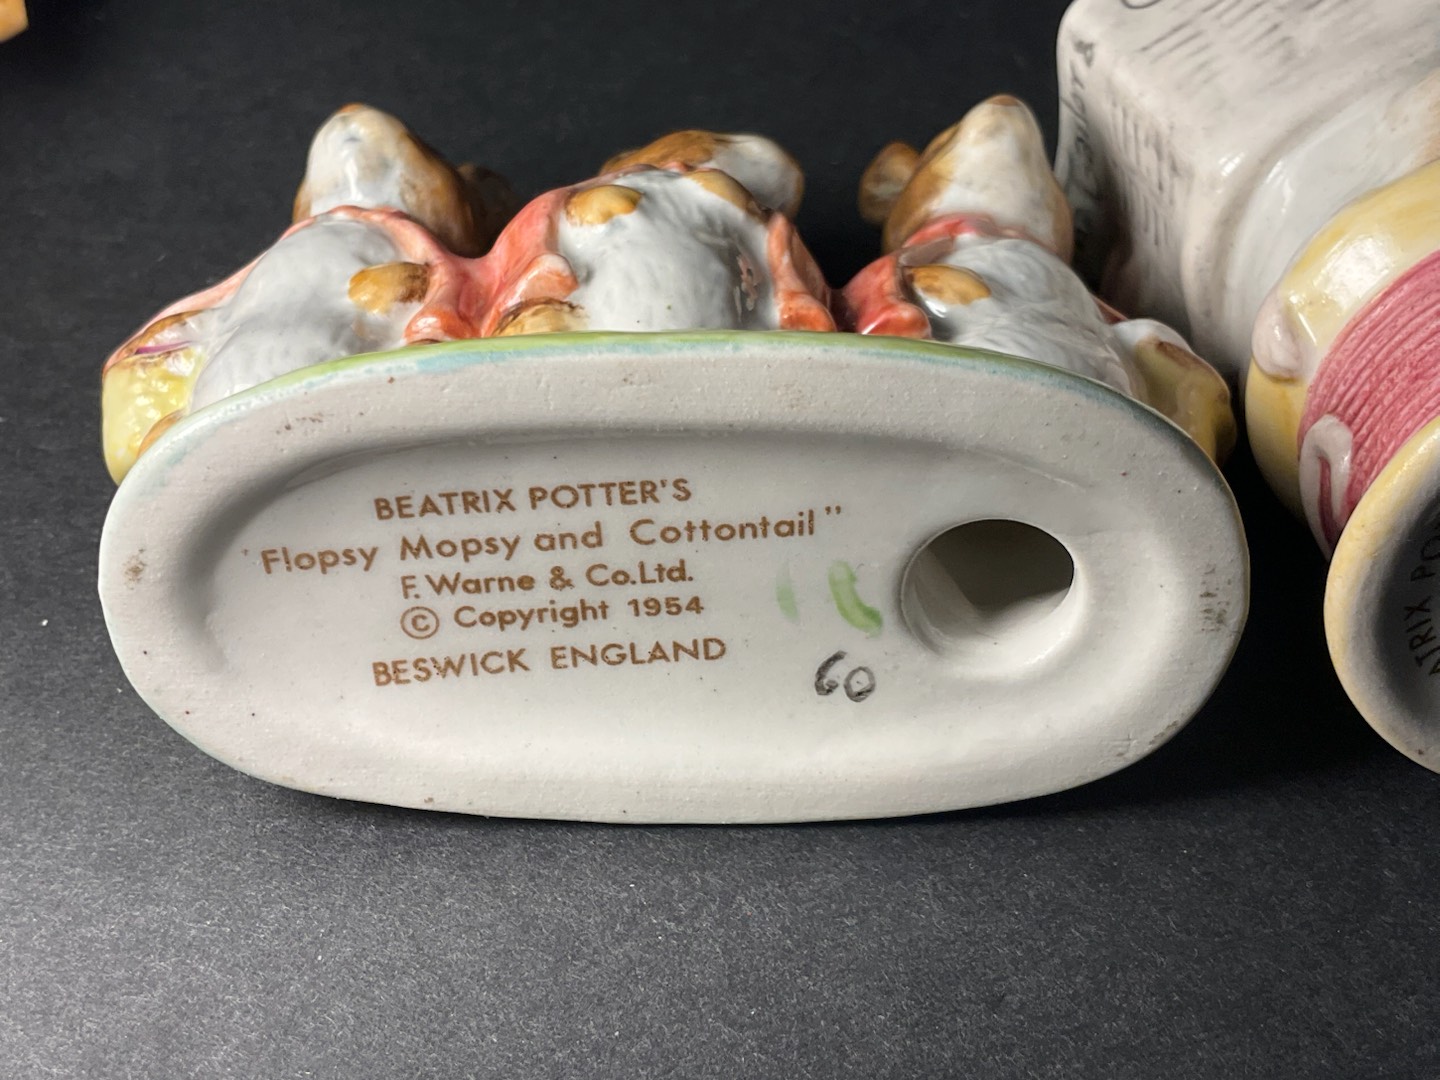 BEATRIX POTTER'S
'Flopsy Mopsy and Cottontail"
F. Warne & Co.Ltd.
© Copyright 1954
BESWICK ENGLAND
60